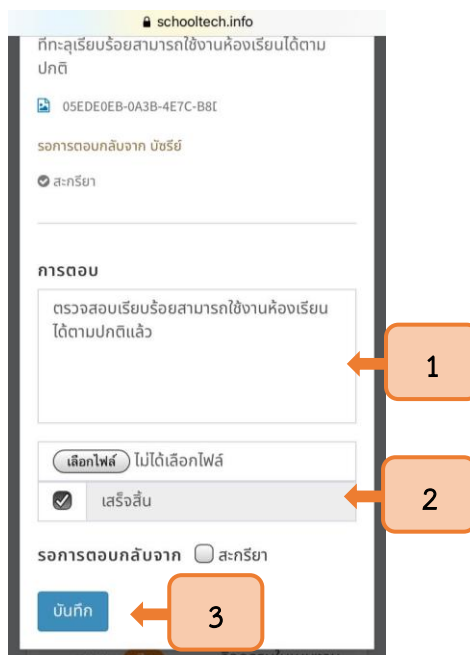 schooltech.info
ที่ทะลุเรียบร้อยสามารถใช้งานห้องเรียนได้ตาม
ปกติ
05EDE0EB-0A3B-4E7C-B8D
รอการตอบกลับจาก บัซรีย์
สะกรียา
การตอบ
ตรวจสอบเรียบร้อยสามารถใช้งานห้องเรียน
ได้ตามปกติแล้ว
1
เลือกไฟล์ ไม่ได้เลือกไฟล์
เสร็จสิ้น
2
รอการตอบกลับจาก สะกรียา
บันทึก
3